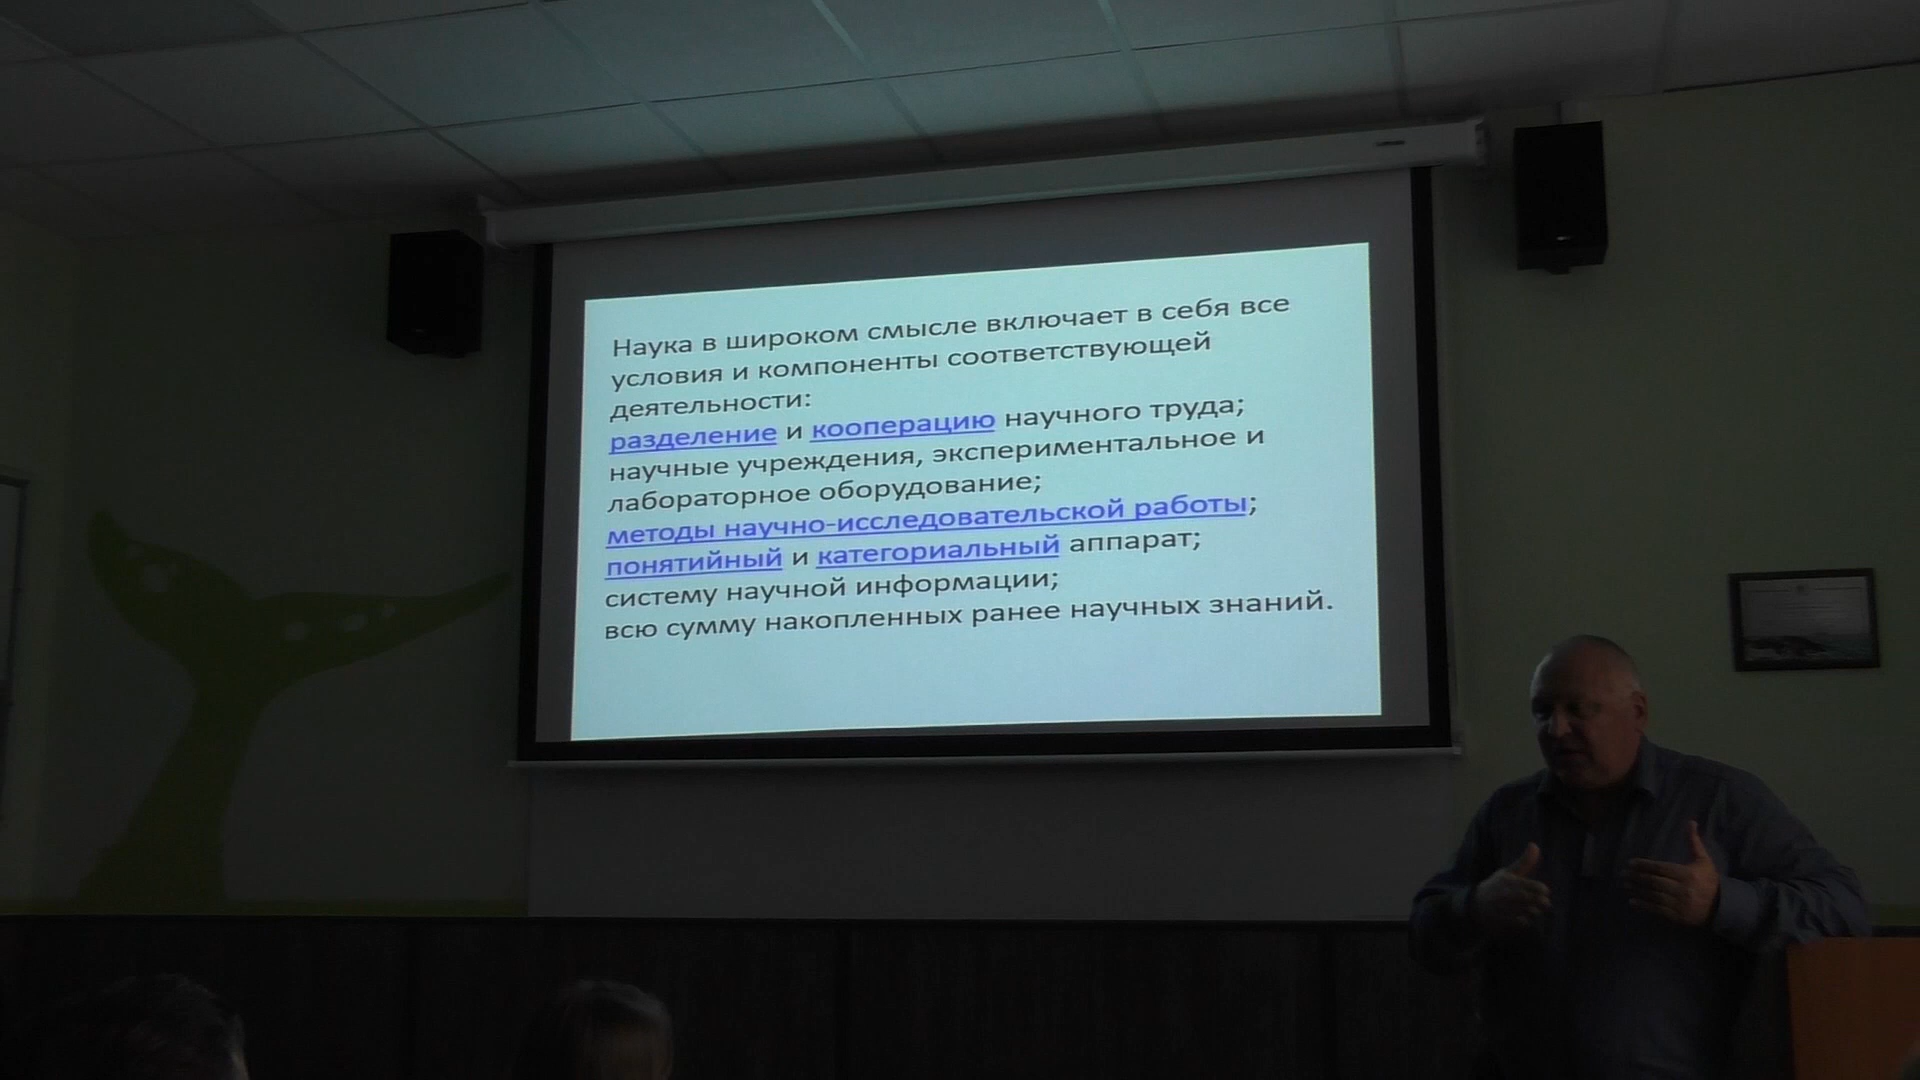 Наука в широком смысле включает в себя все
условия и компоненты соответствующей
деятельности:
разделение и кооперацию научного труда;
научные учреждения, экспериментальное и
лабораторное оборудование;
методы научно-исследовательской работы;
понятийный и категориальный аппарат;
систему научной информации;
всю сумму накопленных ранее научных знаний.